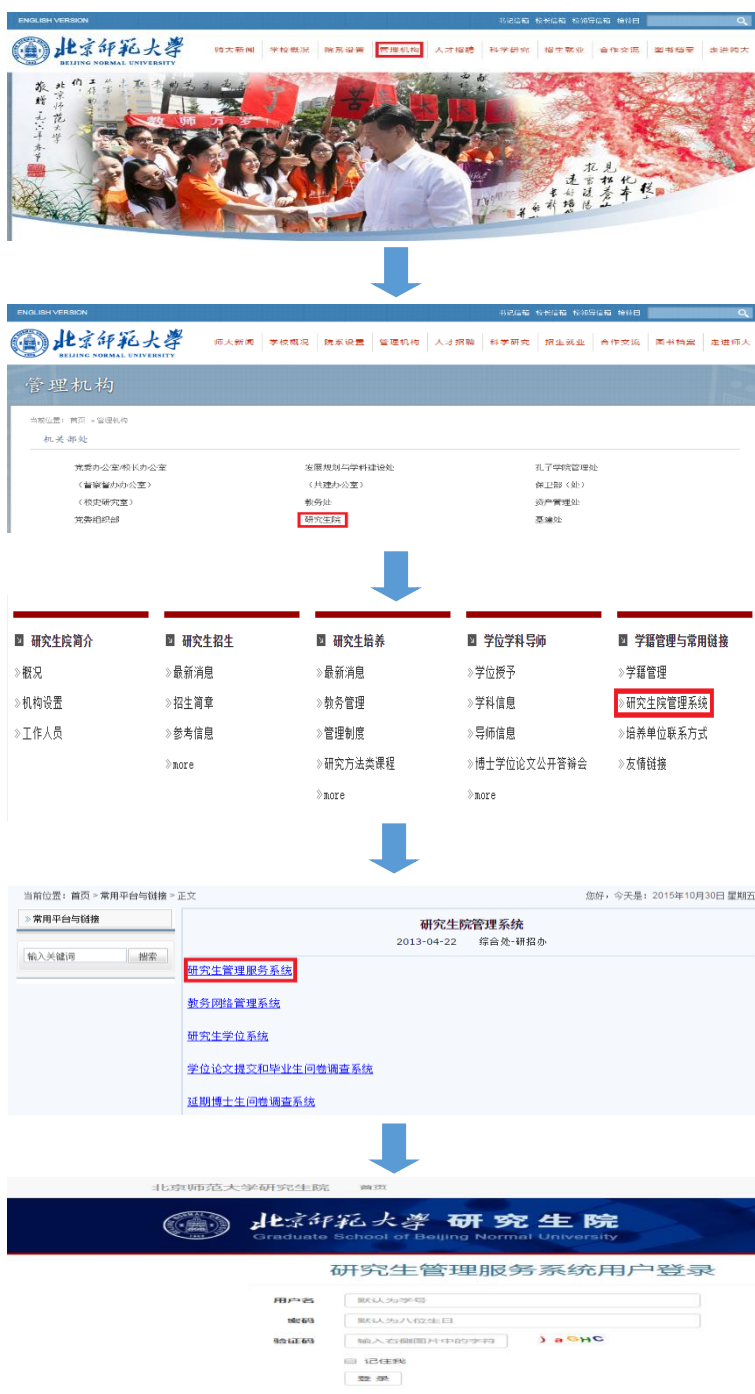 ENGLISH VERSION 书记信箱 校长信箱 校领导信箱 接待日
北京师范大学
BEIJING NORMAL UNIVERSITY
师大新闻 学校概况 院系设置 管理机构 人才招聘 科学研究 招生就业 合作交流 图书档案 走进师大
教师万岁
ENGLISH VERSION 书记信箱 校长信箱 校领导信箱 接待日
北京师范大学
BEIJING NORMAL UNIVERSITY
师大新闻 学校概况 院系设置 管理机构 人才招聘 科学研究 招生就业 合作交流 图书档案 走进师大
管理机构
当前位置: 首页 » 管理机构
机关部处
党委办公室/校长办公室 发展规划与学科建设处 孔子学院管理处
(督察督办办公室) (共建办公室) 保卫部(处)
(校史研究室) 教务处 资产管理处
党委组织部 研究生院 基建处
研究生院简介 研究生招生 研究生培养 学位学科导师 学籍管理与常用链接
»概况 »最新消息 »最新消息 »学位授予 »学籍管理
»机构设置 »招生简章 »教务管理 »学科信息 »研究生院管理系统
»工作人员 »参考信息 »管理制度 »导师信息 »培养单位联系方式
»more »研究方法类课程 »博士学位论文公开答辩会 »友情链接
»more »more
当前位置: 首页 > 常用平台与链接 > 正文 您好,今天是: 2015年10月30日 星期五
» 常用平台与链接
研究生院管理系统
2013-04-22 综合处-研招办
输入关键词 搜索
研究生管理服务系统
教务网络管理系统
研究生学位系统
学位论文提交和毕业生问卷调查系统
延期博士生问卷调查系统
北京师范大学研究生院 首页
北京师范大学 研究生院
Graduate School of Beijing Normal University
研究生管理服务系统用户登录
用户名 默认为学号
密码 默认为八位生日
验证码 输入右侧图片中的字符
记住我
登录